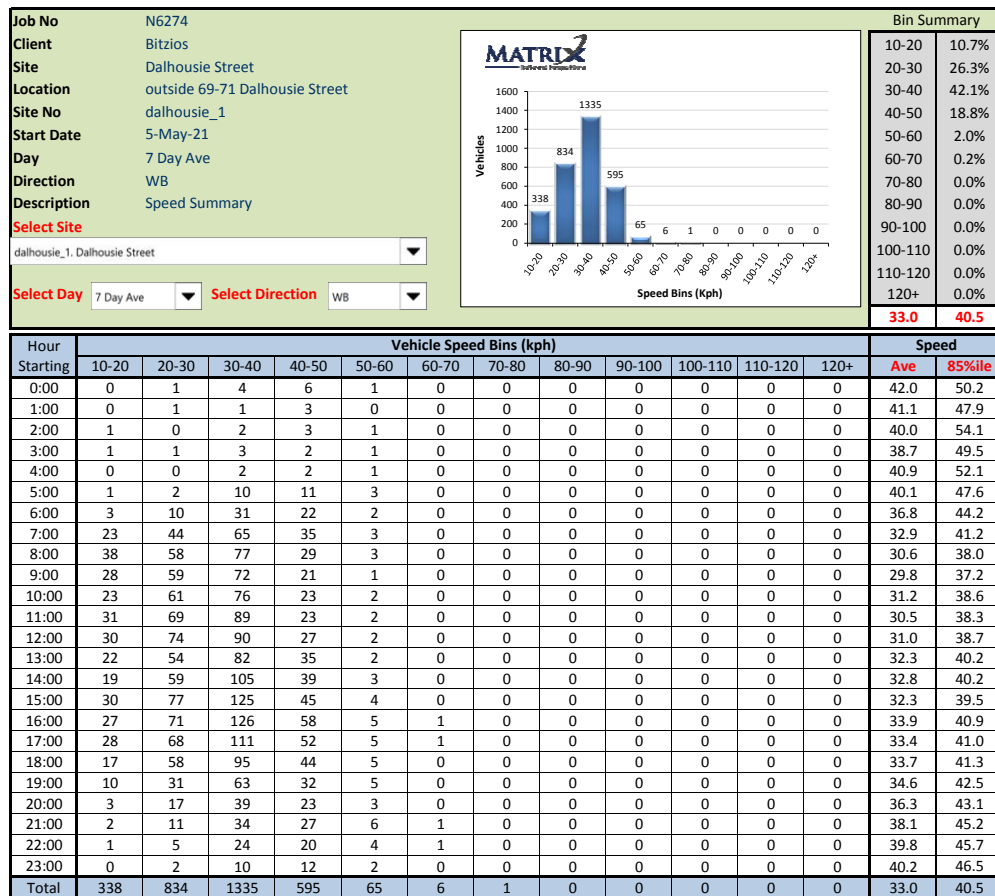 Job No N6274
Client Bitzios
Site Dalhousie Street
Location outside 69-71 Dalhousie Street
Site No dalhousie_1
Start Date 5-May-21
Day 7 Day Ave
Direction WB
Description Speed Summary
Select Site
dalhousie_1. Dalhousie Street
Select Day 7 Day Ave Select Direction WB
MATRIX
Vehicles
1600
1400
1200
1000
800
600
400
200
0
338 834 1335 595 65 6 1 0 0 0 0 0
10-20 20-30 30-40 40-50 50-60 60-70 70-80 80-90 90-100 100-110 110-120 120+
Speed Bins (Kph)
Bin Summary
10-20 10.7%
20-30 26.3%
30-40 42.1%
40-50 18.8%
50-60 2.0%
60-70 0.2%
70-80 0.0%
80-90 0.0%
90-100 0.0%
100-110 0.0%
110-120 0.0%
120+ 0.0%
33.0 40.5
Hour Vehicle Speed Bins (kph) Speed
Starting 10-20 20-30 30-40 40-50 50-60 60-70 70-80 80-90 90-100 100-110 110-120 120+ Ave 85%ile
0:00 0 1 4 6 1 0 0 0 0 0 0 0 42.0 50.2
1:00 0 1 1 3 0 0 0 0 0 0 0 0 41.1 47.9
2:00 1 0 2 3 1 0 0 0 0 0 0 0 40.0 54.1
3:00 1 1 3 2 1 0 0 0 0 0 0 0 38.7 49.5
4:00 0 0 2 2 1 0 0 0 0 0 0 0 40.9 52.1
5:00 1 2 10 11 3 0 0 0 0 0 0 0 40.1 47.6
6:00 3 10 31 22 2 0 0 0 0 0 0 0 36.8 44.2
7:00 23 44 65 35 3 0 0 0 0 0 0 0 32.9 41.2
8:00 38 58 77 29 3 0 0 0 0 0 0 0 30.6 38.0
9:00 28 59 72 21 1 0 0 0 0 0 0 0 29.8 37.2
10:00 23 61 76 23 2 0 0 0 0 0 0 0 31.2 38.6
11:00 31 69 89 23 2 0 0 0 0 0 0 0 30.5 38.3
12:00 30 74 90 27 2 0 0 0 0 0 0 0 31.0 38.7
13:00 22 54 82 35 2 0 0 0 0 0 0 0 32.3 40.2
14:00 19 59 105 39 3 0 0 0 0 0 0 0 32.8 40.2
15:00 30 77 125 45 4 0 0 0 0 0 0 0 32.3 39.5
16:00 27 71 126 58 5 1 0 0 0 0 0 0 33.9 40.9
17:00 28 68 111 52 5 1 0 0 0 0 0 0 33.4 41.0
18:00 17 58 95 44 5 0 0 0 0 0 0 0 33.7 41.3
19:00 10 31 63 32 5 0 0 0 0 0 0 0 34.6 42.5
20:00 3 17 39 23 3 0 0 0 0 0 0 0 36.3 43.1
21:00 2 11 34 27 6 1 0 0 0 0 0 0 38.1 45.2
22:00 1 5 24 20 4 1 0 0 0 0 0 0 39.8 45.7
23:00 0 2 10 12 2 0 0 0 0 0 0 0 40.2 46.5
Total 338 834 1335 595 65 6 1 0 0 0 0 0 33.0 40.5